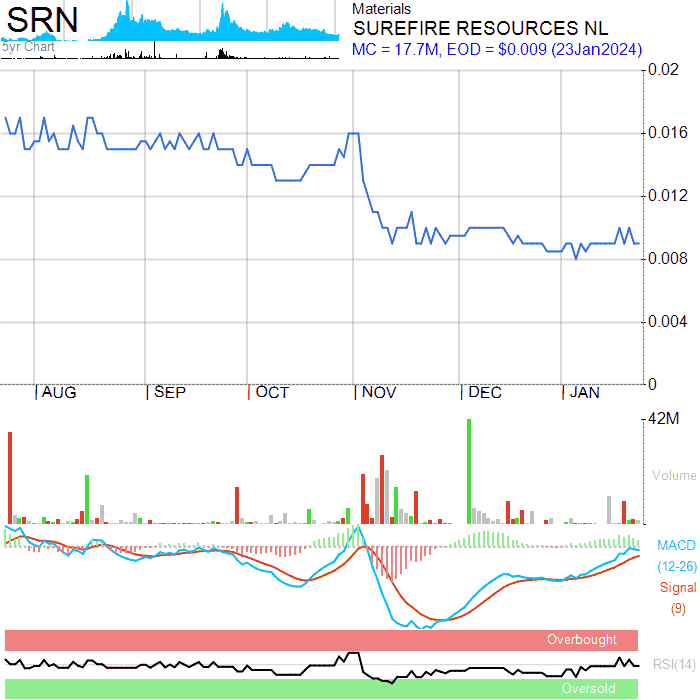 SRN
5yr Chart
Materials
SUREFIRE RESOURCES NL
MC = 17.7M, EOD = $0.009 (23Jan2024)
0.02
0.016
0.012
0.008
0.004
0
AUG SEP OCT NOV DEC JAN
42M
Volume
MACD
(12-26)
Signal
(9)
Overbought
RSI(14)
Oversold